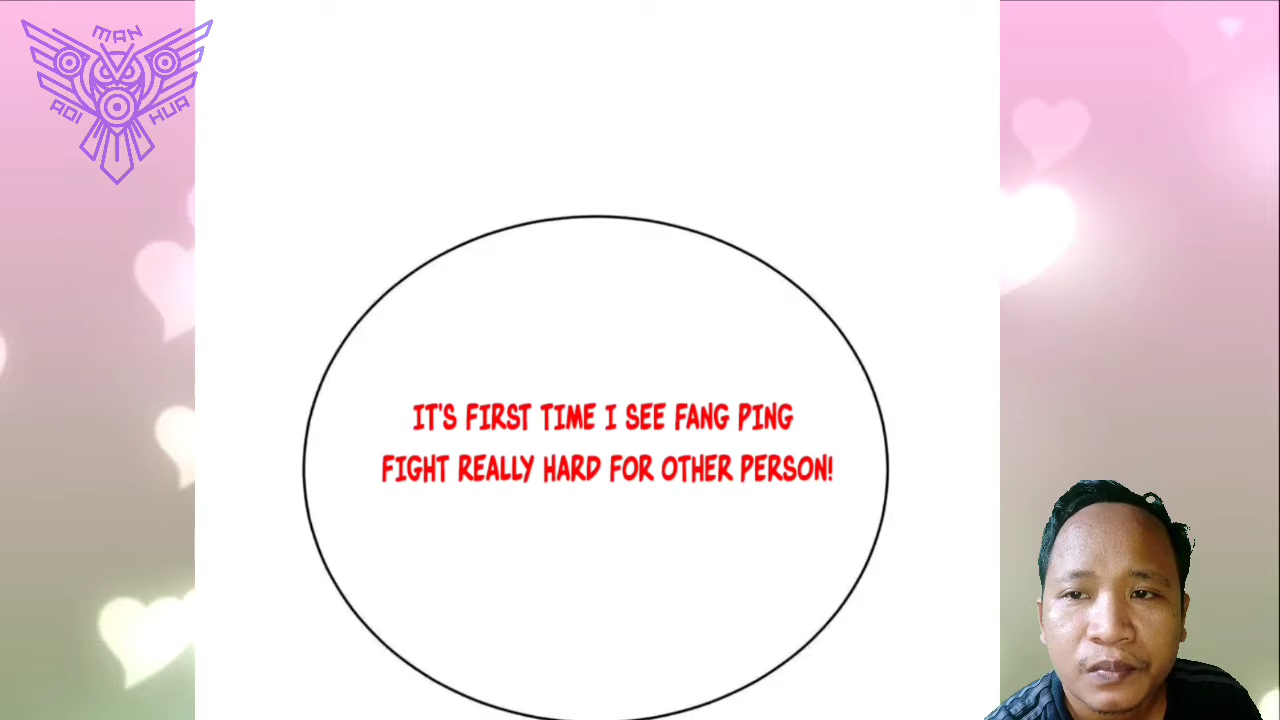 MAN
AOI HUA
IT'S FIRST TIME I SEE FANG PING
FIGHT REALLY HARD FOR OTHER PERSON!